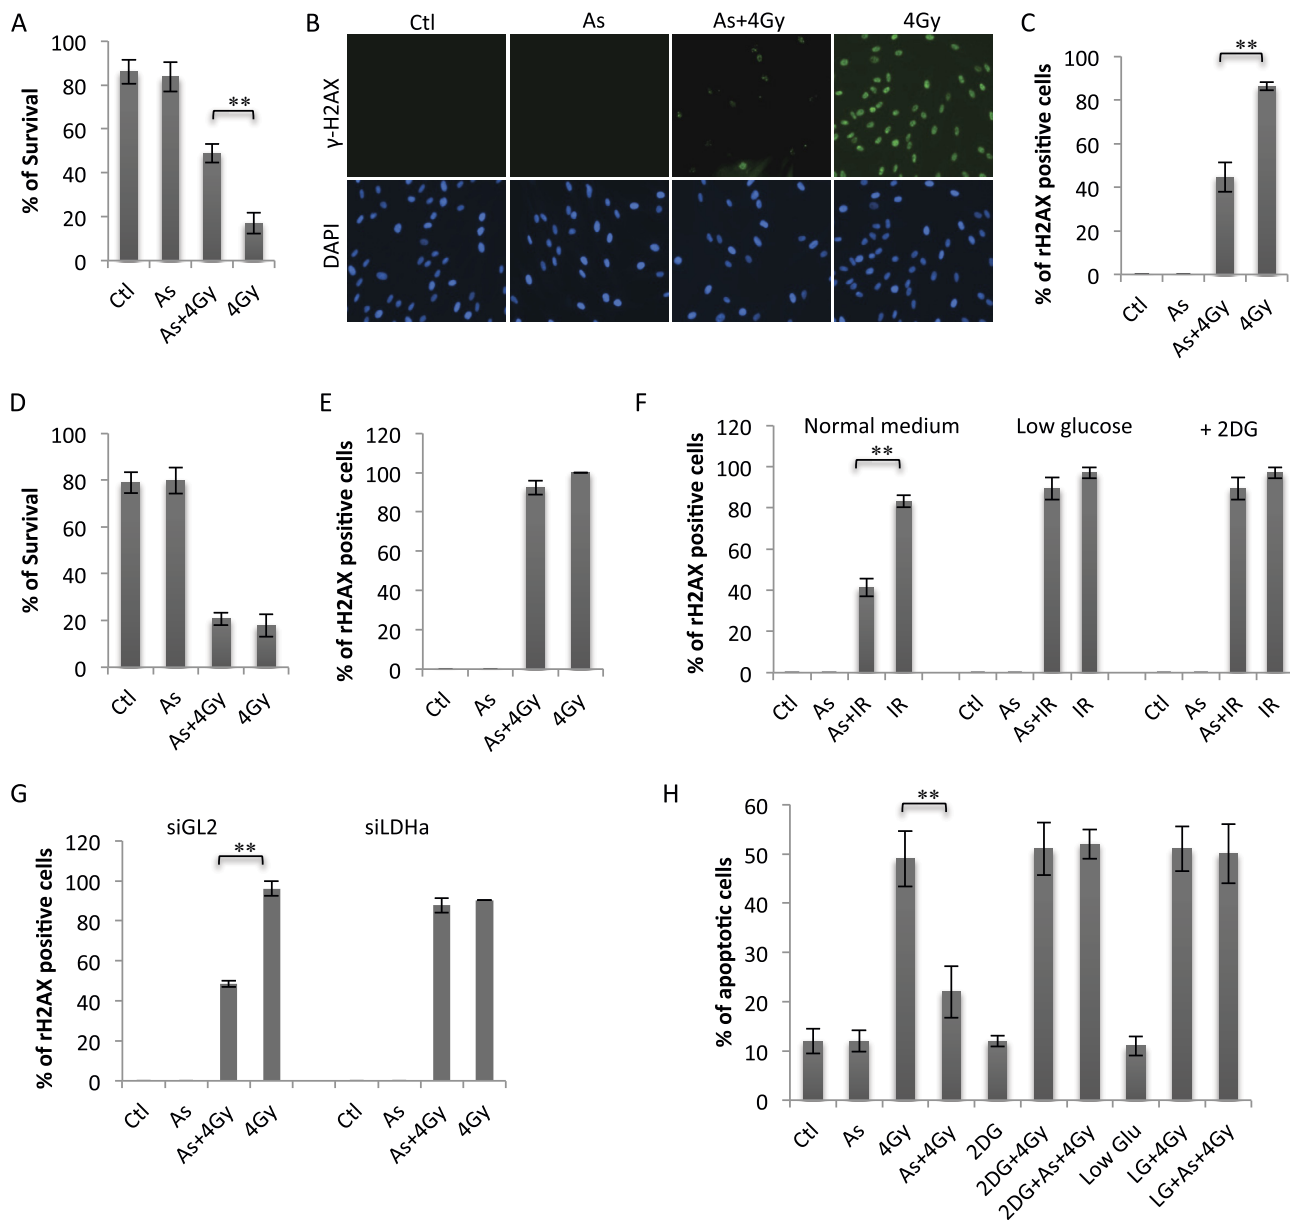 A
% of Survival
100
80
60
40
20
0
**
Ctl
As
As+4Gy
4Gy
B
Ctl
As
As+4Gy
4Gy
γ-H2AX
DAPI
C
% of rH2AX positive cells
100
80
60
40
20
0
**
Ctl
As
As+4Gy
4Gy
D
% of Survival
100
80
60
40
20
0
Ctl
As
As+4Gy
4Gy
E
% of rH2AX positive cells
120
100
80
60
40
20
0
Ctl
As
As+4Gy
4Gy
F
% of rH2AX positive cells
120
100
80
60
40
20
0
Normal medium
Low glucose
+ 2DG
**
Ctl
As
As+IR
IR
Ctl
As
As+IR
IR
Ctl
As
As+IR
IR
G
% of rH2AX positive cells
120
100
80
60
40
20
0
siGL2
siLDHa
**
Ctl
As
As+4Gy
4Gy
Ctl
As
As+4Gy
4Gy
H
% of apoptotic cells
60
50
40
30
20
10
0
**
Ctl
As
4Gy
As+4Gy
2DG
2DG+4Gy
2DG+As+4Gy
Low Glu
LG+4Gy
LG+As+4Gy